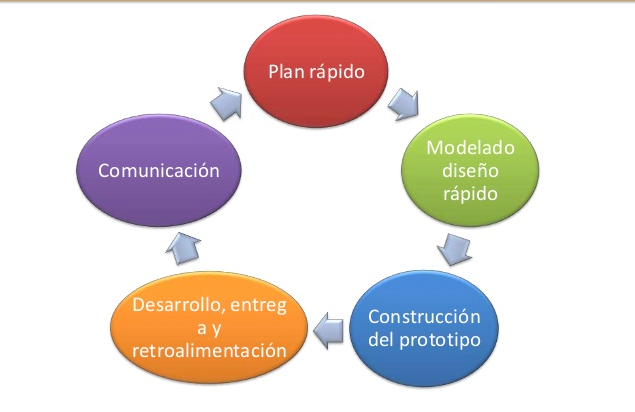 Plan rápido
Modelado
diseño
rápido
Construcción
del prototipo
Desarrollo, entreg
a y
retroalimentación
Comunicación